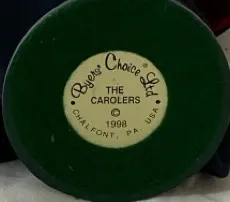 Byers' Choice Ltd
THE
CAROLERS
©
1998
CHALFONT, PA. USA